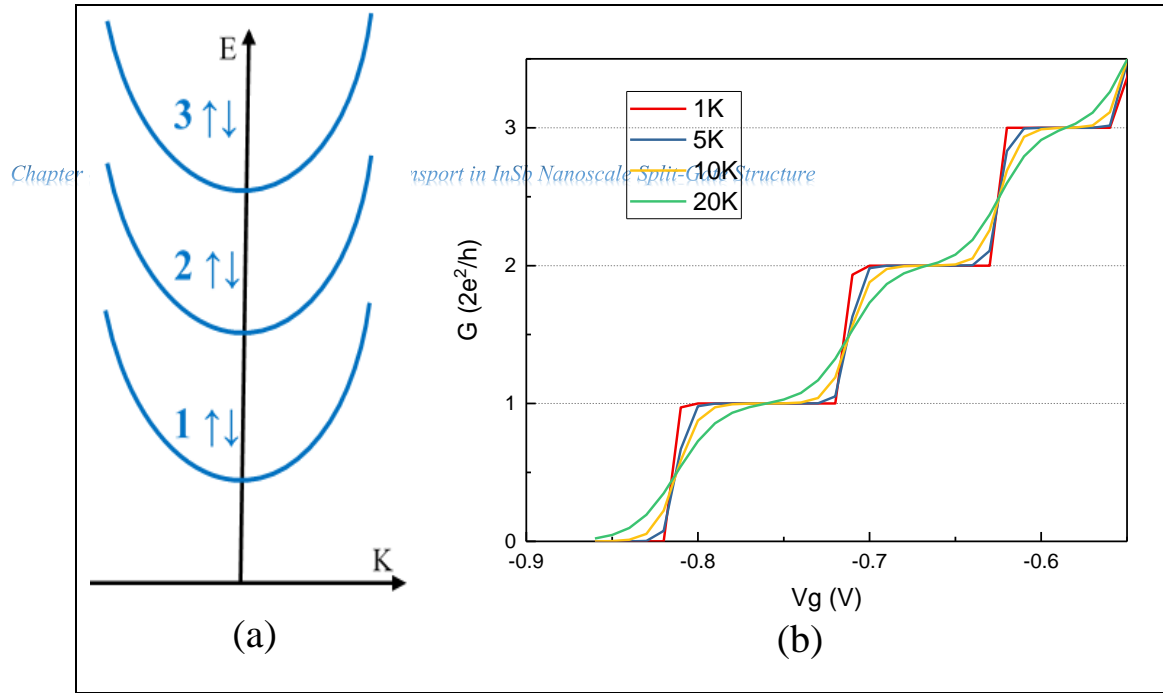 E
3 ↑↓
2 ↑↓
1 ↑↓
K
(a)
Chapter
nsport in InSb Nanoscale Split-Gate Structure
1K
5K
10K
20K
G (2e²/h)
3
2
1
0
-0.9 -0.8 -0.7 -0.6
Vg (V)
(b)